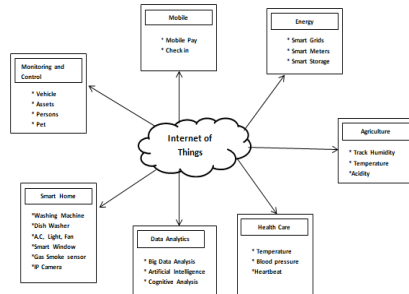 Mobile
* Mobile Pay
* Check in
Energy
* Smart Grids
* Smart Meters
* Smart Storage
Monitoring and
Control
* Vehicle
* Assets
* Persons
* Pet
Internet of
Things
Agriculture
* Track Humidity
* Temperature
*Acidity
Smart Home
*Washing Machine
*Dish Washer
*A.C, Light, Fan
*Smart Window
*Gas Smoke sensor
*IP Camera
Data Analytics
* Big Data Analysis
* Artificial Intelligence
* Cognitive Analysis
Health Care
* Temperature
* Blood pressure
*Heartbeat